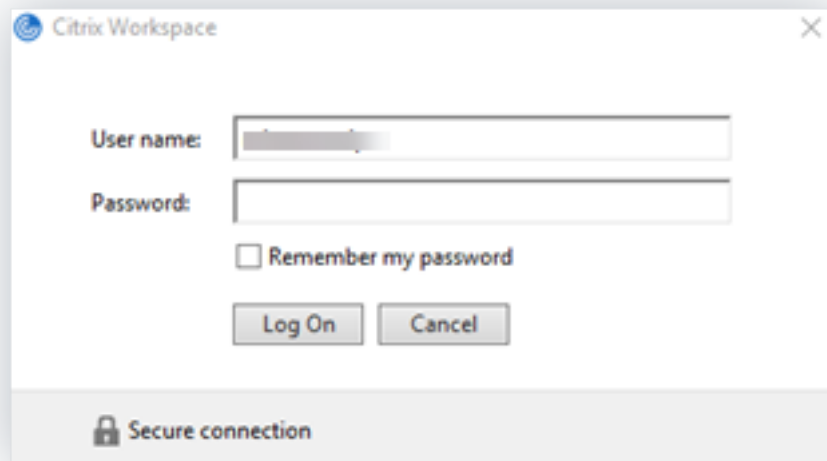 Citrix Workspace
User name:
Password:
Remember my password
Log On Cancel
Secure connection